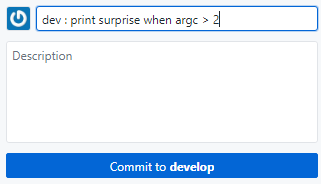 dev : print surprise when argc > 2
Description
Commit to develop